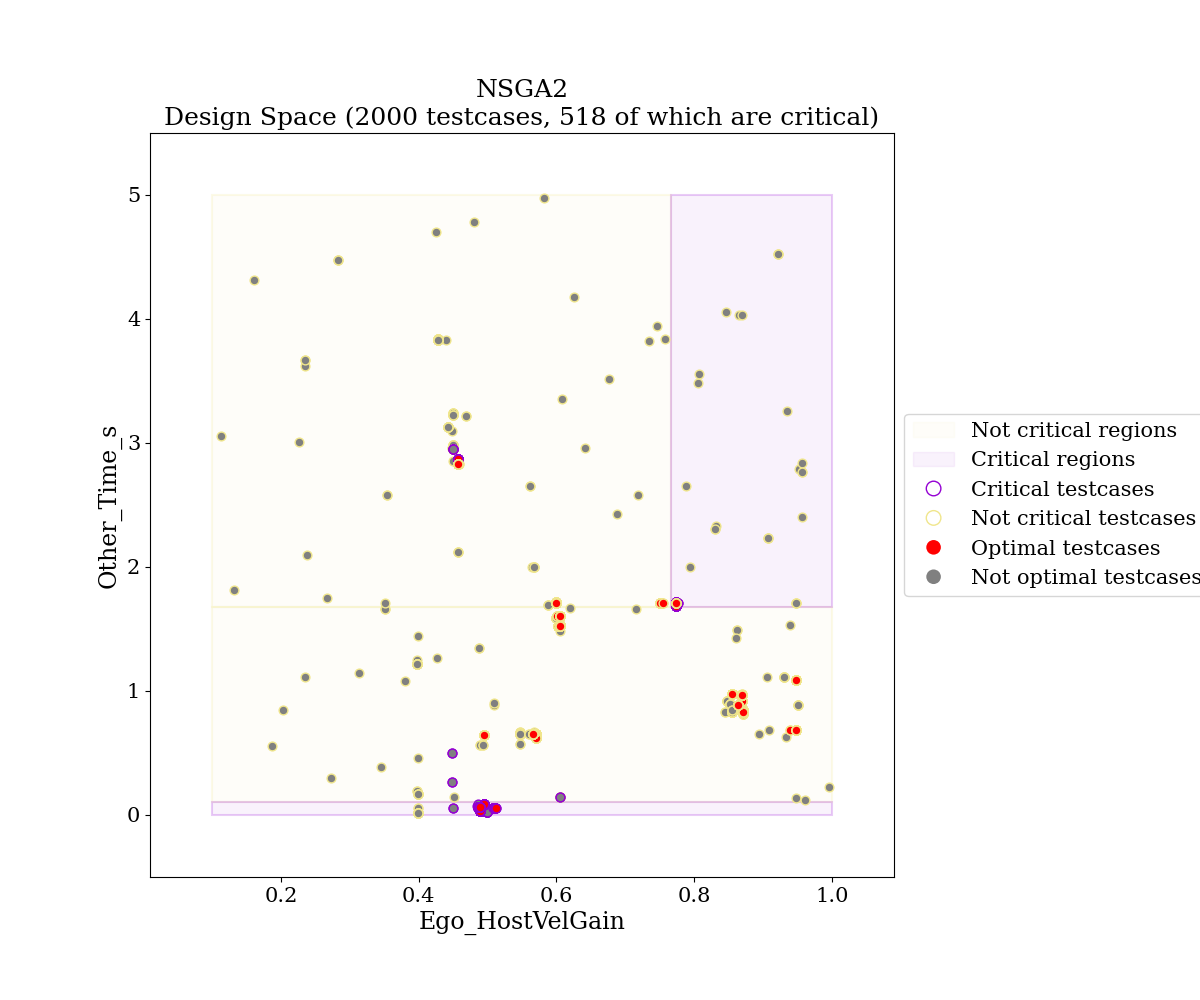 NSGA2
Design Space (2000 testcases, 518 of which are critical)
5
4
3
2
1
0
Other_Time_s
0.2
0.4
0.6
0.8
1.0
Ego_HostVelGain
Not critical regions
Critical regions
Critical testcases
Not critical testcases
Optimal testcases
Not optimal testcases